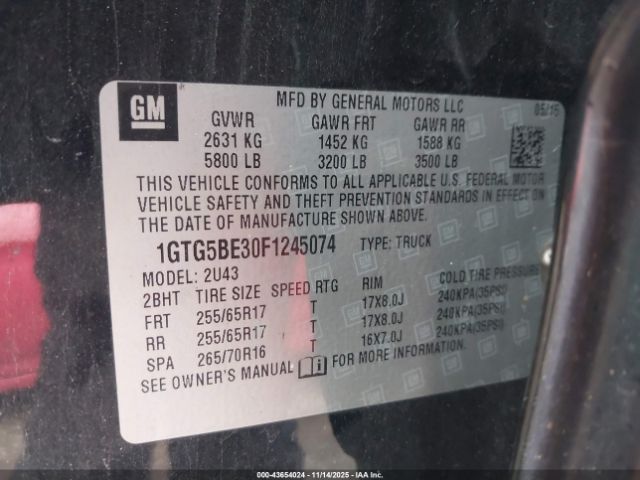 GM
MFD BY GENERAL MOTORS LLC 05/15
GVWR GAWR FRT GAWR RR
2631 KG 1452 KG 1588 KG
5800 LB 3200 LB 3500 LB
THIS VEHICLE CONFORMS TO ALL APPLICABLE U.S. FEDERAL MOTOR
VEHICLE SAFETY AND THEFT PREVENTION STANDARDS IN EFFECT ON
THE DATE OF MANUFACTURE SHOWN ABOVE.
1GTG5BE30F1245074 TYPE: TRUCK
MODEL: 2U43
2BHT TIRE SIZE SPEED RTG RIM COLD TIRE PRESSURE
FRT 255/65R17 T 17X8.0J 240KPA(35PSI)
RR 255/65R17 T 17X8.0J 240KPA(35PSI)
SPA 265/70R16 T 16X7.0J 240KPA(35PSI)
SEE OWNER'S MANUAL i FOR MORE INFORMATION.
000-43654024 - 11/14/2025 - IAAI.COM